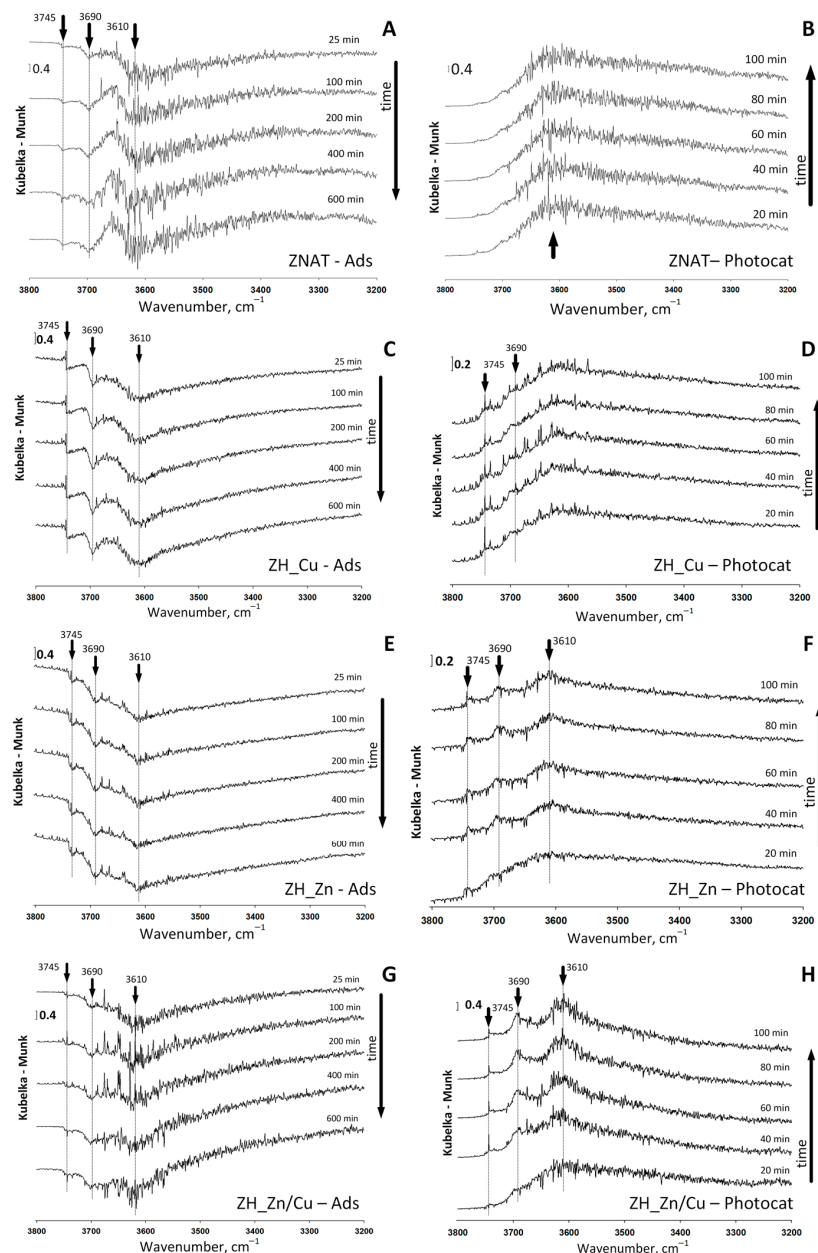 3745
3690
3610
A
25 min
]0.4
100 min
200 min
400 min
600 min
time
Kubelka - Munk
ZNAT - Ads
3800 3700 3600 3500 3400 3300 3200
Wavenumber, cm−1
B
]0.4
100 min
80 min
60 min
40 min
20 min
time
Kubelka - Munk
ZNAT– Photocat
3800 3700 3600 3500 3400 3300 3200
Wavenumber, cm−1
3745
3690
3610
C
]0.4
25 min
100 min
200 min
400 min
600 min
time
Kubelka - Munk
ZH_Cu - Ads
3800 3700 3600 3500 3400 3300 3200
Wavenumber, cm−1
3690
D
]0.2 3745
100 min
80 min
60 min
40 min
20 min
time
Kubelka - Munk
ZH_Cu – Photocat
3800 3700 3600 3500 3400 3300 3200
Wavenumber, cm−1
3745
3690
3610
E
]0.4
25 min
100 min
200 min
400 min
600 min
time
Kubelka - Munk
ZH_Zn - Ads
3800 3700 3600 3500 3400 3300 3200
Wavenumber, cm−1
]0.2 3745
3690
3610
F
100 min
80 min
60 min
40 min
20 min
time
Kubelka - Munk
ZH_Zn – Photocat
3800 3700 3600 3500 3400 3300 3200
Wavenumber, cm−1
3745
3690
3610
G
25 min
]0.4
100 min
200 min
400 min
600 min
time
Kubelka - Munk
ZH_Zn/Cu – Ads
3800 3700 3600 3500 3400 3300 3200
Wavenumber, cm−1
3690
3610
H
]0.4 3745
100 min
80 min
60 min
40 min
20 min
time
Kubelka - Munk
ZH_Zn/Cu – Photocat
3800 3700 3600 3500 3400 3300 3200
Wavenumber, cm−1